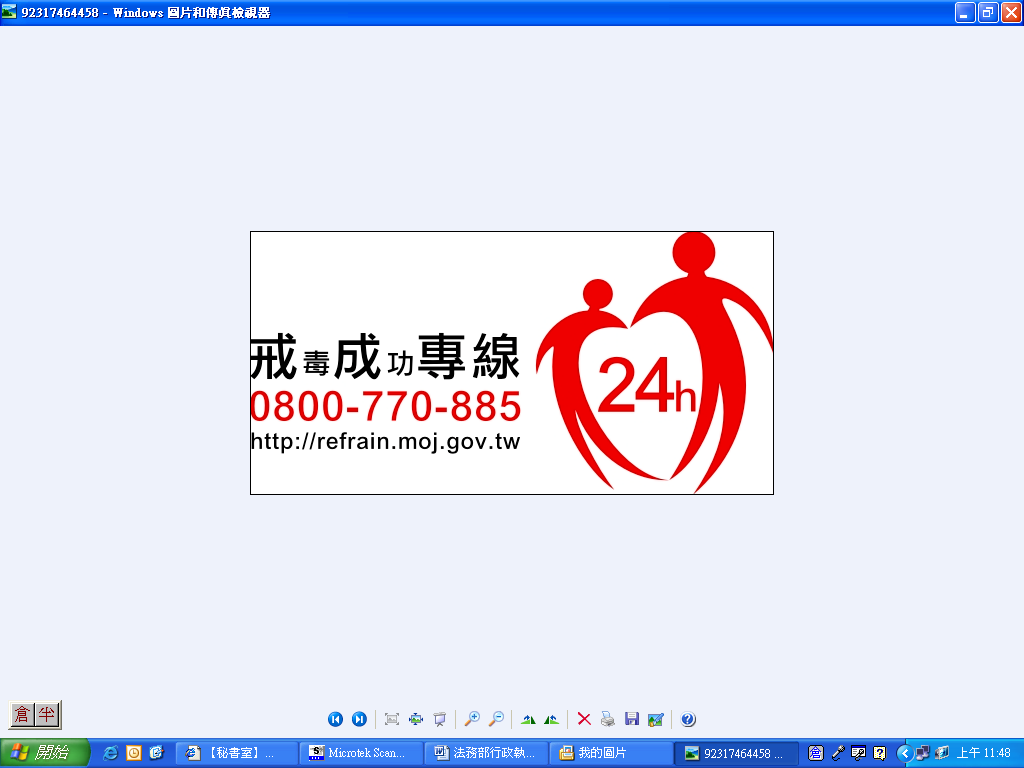 92317464458 - Windows 圖片和傳真檢視器
戒毒成功專線
0800-770-885
http://refrain.moj.gov.tw
24h
倉半
開始
【秘書室】...
Microtek Scan...
法務部行政執...
我的圖片
92317464458 ...
倉
上午 11:48